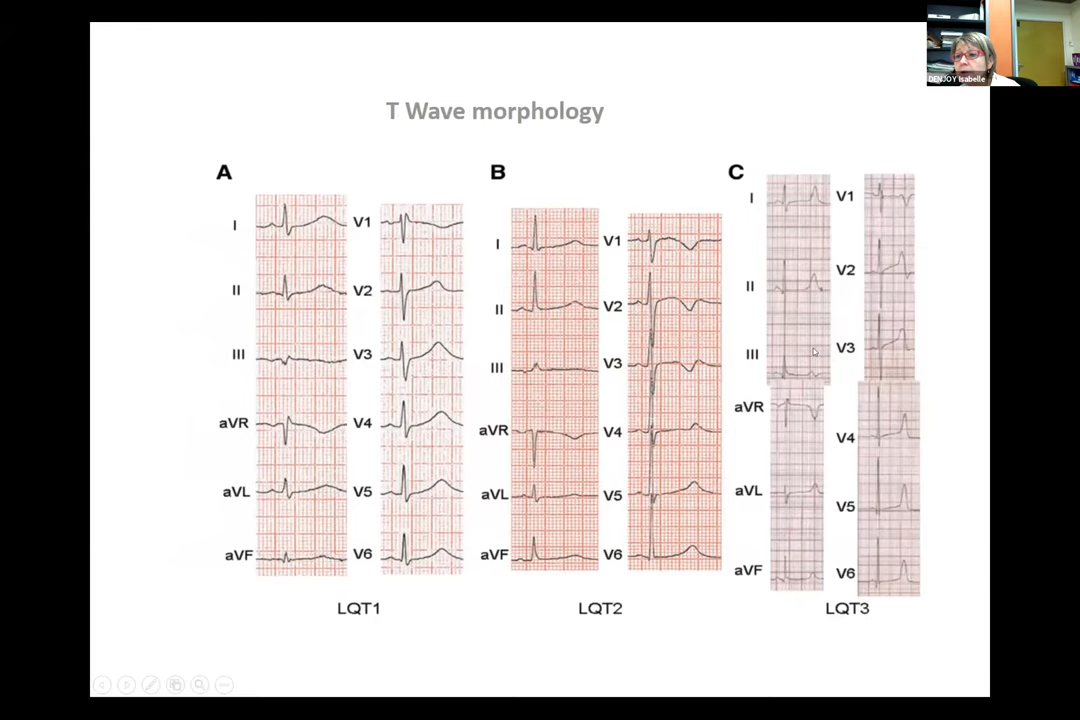 DENJOY Isabelle
T Wave morphology
A
I
II
III
aVR
aVL
aVF
V1
V2
V3
V4
V5
V6
LQT1
B
I
II
III
aVR
aVL
aVF
V1
V2
V3
V4
V5
V6
LQT2
C
I
II
III
aVR
aVL
aVF
V1
V2
V3
V4
V5
V6
LQT3